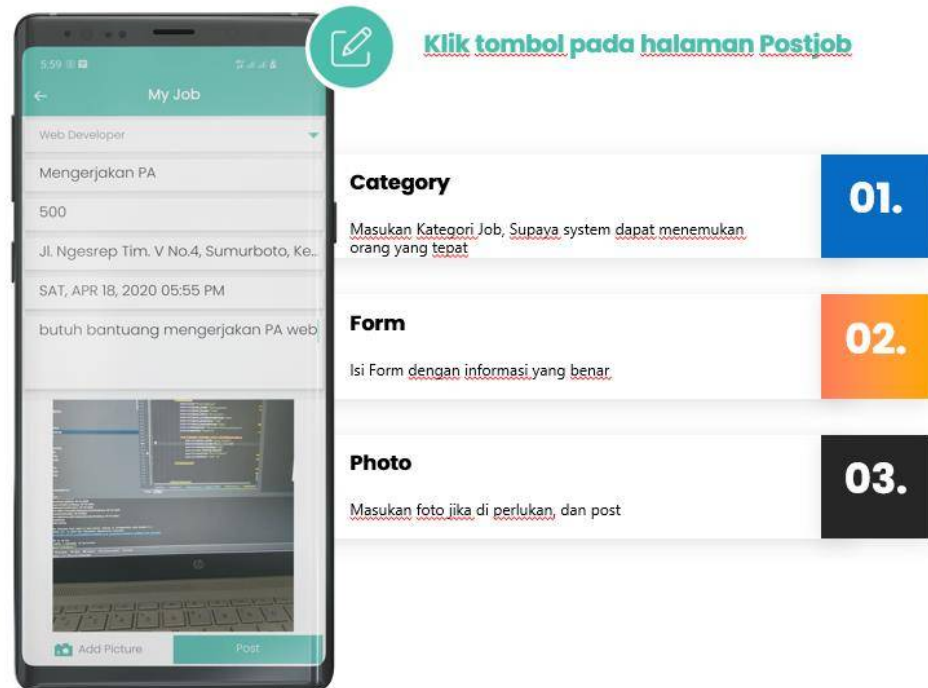 Klik tombol pada halaman Postjob
5:59
My Job
Web Developer
Mengerjakan PA
500
Jl. Ngesrep Tim. V No.4, Sumurboto, Ke...
SAT, APR 18, 2020 05:55 PM
butuh bantuang mengerjakan PA web
Add Picture
Post
Category
Masukan Kategori Job, Supaya system dapat menemukan
orang yang tepat
01.
Form
Isi Form dengan informasi yang benar
02.
Photo
Masukan foto jika di perlukan, dan post
03.